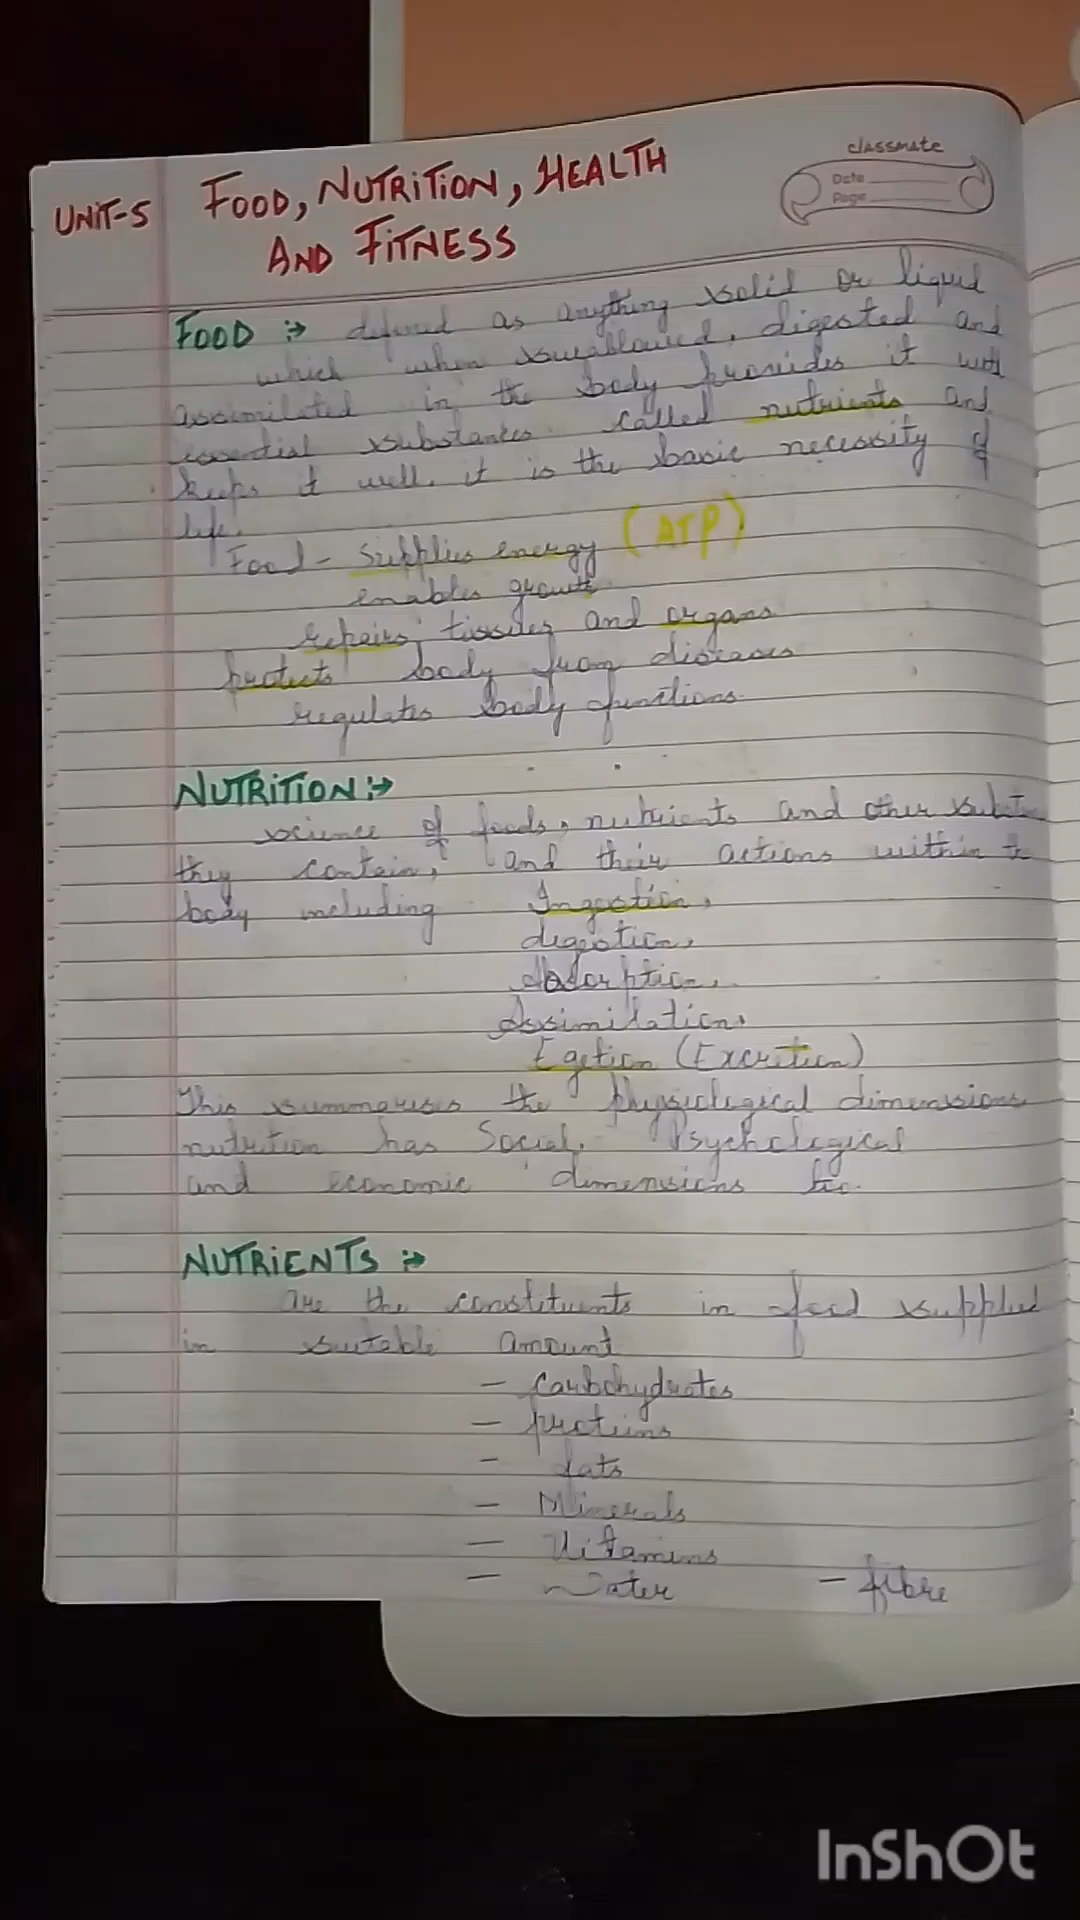 classmate
Date
Page
UNIT-5 FOOD, NUTRITION, HEALTH
AND FITNESS
FOOD :→ defined as anything solid or liquid
which when swallowed, digested and
assimilated in the body provides it with
essential substances called nutrients and
keeps it well. it is the basic necessity of
life.
Food - supplies energy (ATP)
enables growth
repairs tissues and organs
protects body from diseases
regulates body functions.
NUTRITION :→
science of foods, nutrients and other
they contain, and their actions within
body including Ingestion,
digestion,
absorption,
Assimilation,
Egetion (Excretion)
This summarises the physiological dimensions
nutrition has Social, Psychological
and economic dimensions
NUTRIENTS :→
are the constituents in food supplied
in suitable amount
- Carbohydrates
- proteins
- fats
- Minerals
- Vitamins
- Water - fibre
InShOt